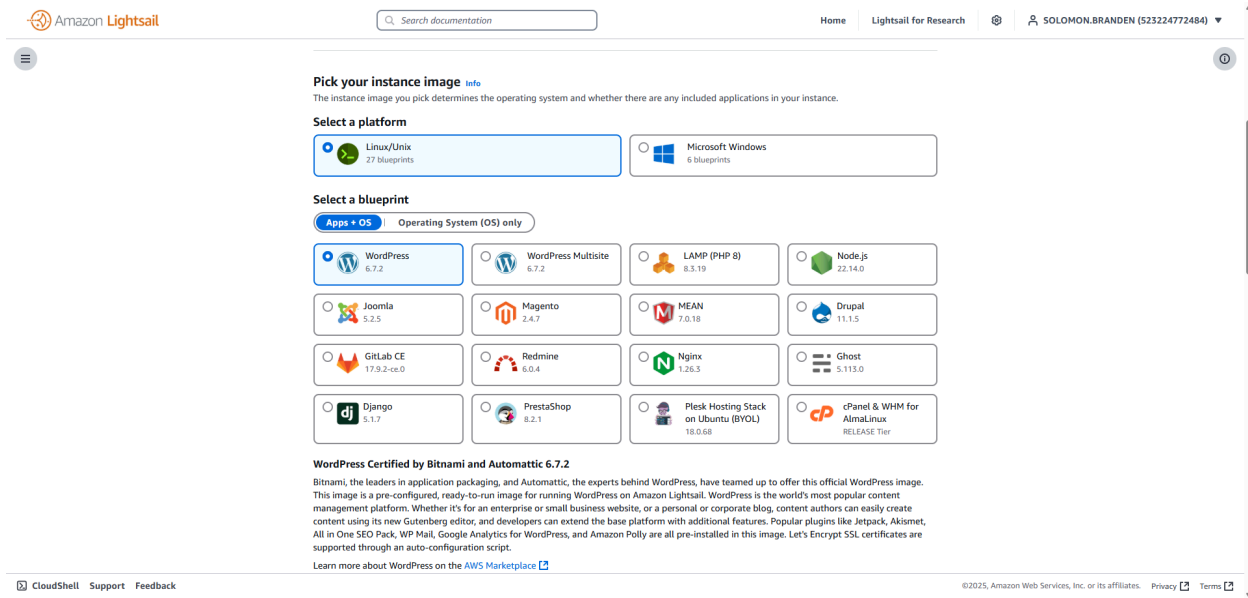 Amazon Lightsail
Search documentation
Home
Lightsail for Research
SOLOMON.BRANDEN (523224772484)
Pick your instance image Info
The instance image you pick determines the operating system and whether there are any included applications in your instance.
Select a platform
Linux/Unix
27 blueprints
Microsoft Windows
6 blueprints
Select a blueprint
Apps + OS
Operating System (OS) only
WordPress
6.7.2
WordPress Multisite
6.7.2
LAMP (PHP 8)
8.3.19
Node.js
22.14.0
Joomla
5.2.5
Magento
2.4.7
MEAN
7.0.18
Drupal
11.1.5
GitLab CE
17.9.2-ce.0
Redmine
6.0.4
Nginx
1.26.3
Ghost
5.113.0
dj
Django
5.1.7
PrestaShop
8.2.1
Plesk Hosting Stack
on Ubuntu (BYOL)
18.0.68
cP
cPanel & WHM for
AlmaLinux
RELEASE Tier
WordPress Certified by Bitnami and Automattic 6.7.2
Bitnami, the leaders in application packaging, and Automattic, the experts behind WordPress, have teamed up to offer this official WordPress image.
This image is a pre-configured, ready-to-run image for running WordPress on Amazon Lightsail. WordPress is the world's most popular content
management platform. Whether it's for an enterprise or small business website, or a personal or corporate blog, content authors can easily create
content using its new Gutenberg editor, and developers can extend the base platform with additional features. Popular plugins like Jetpack, Akismet,
All in One SEO Pack, WP Mail, Google Analytics for WordPress, and Amazon Polly are all pre-installed in this image. Let's Encrypt SSL certificates are
supported through an auto-configuration script.
Learn more about WordPress on the AWS Marketplace
CloudShell Support Feedback
©2025, Amazon Web Services, Inc. or its affiliates. Privacy Terms